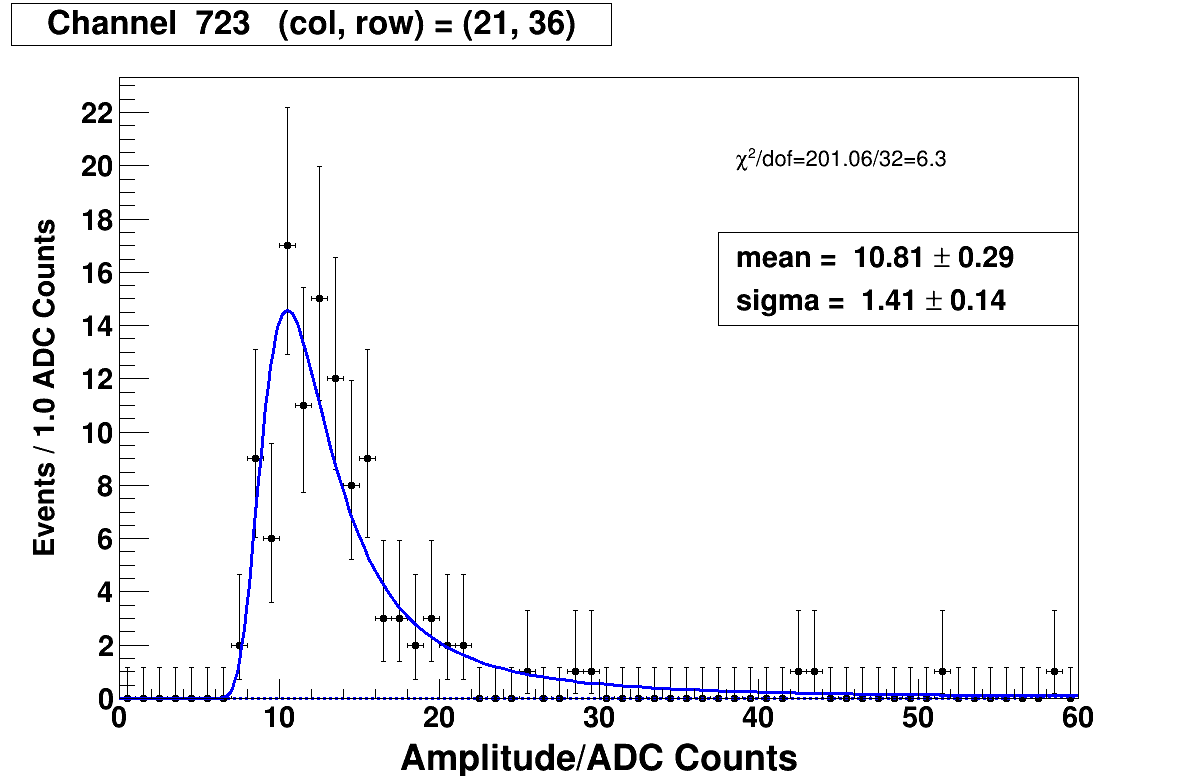 Channel 723 (col, row) = (21, 36)
χ²/dof=201.06/32=6.3
mean = 10.81 ± 0.29
sigma = 1.41 ± 0.14
Events / 1.0 ADC Counts
22
20
18
16
14
12
10
8
6
4
2
0
0 10 20 30 40 50 60
Amplitude/ADC Counts